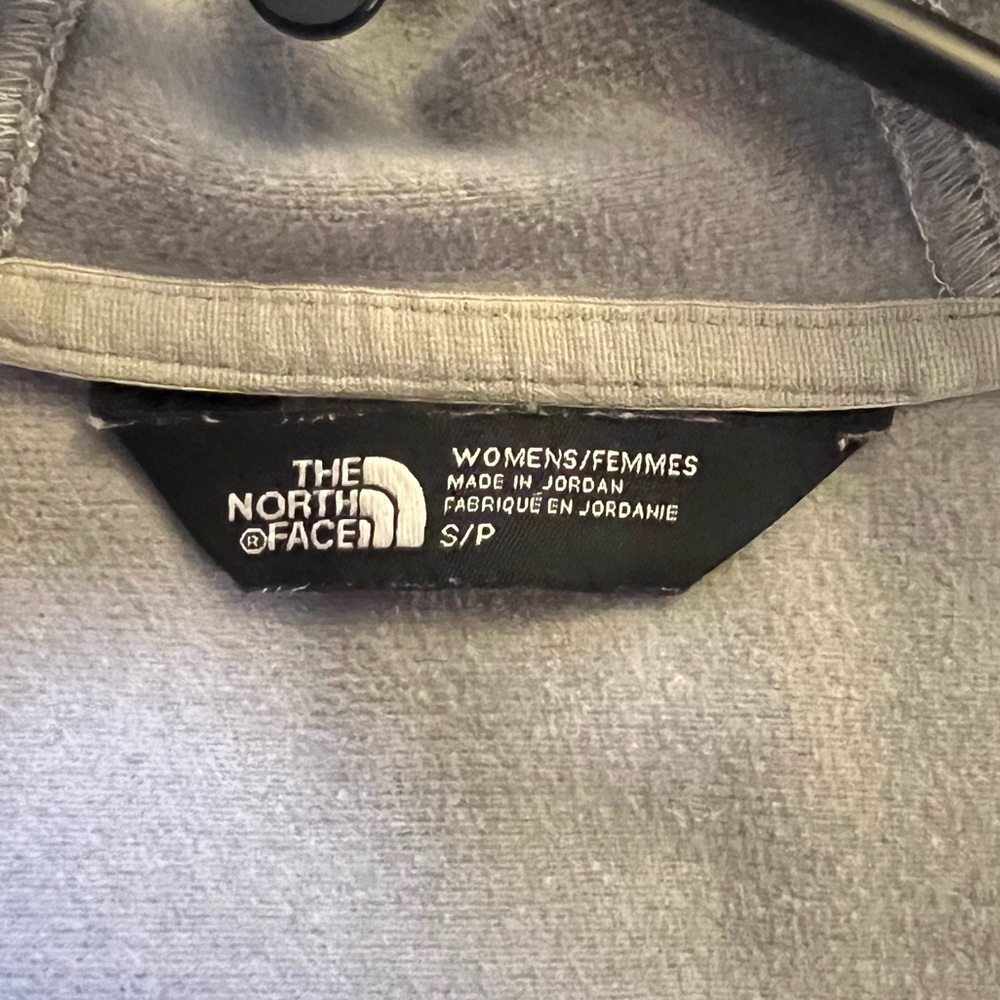 THE
NORTH
®FACE
WOMENS/FEMMES
MADE IN JORDAN
FABRIQUÉ EN JORDANIE
S/P